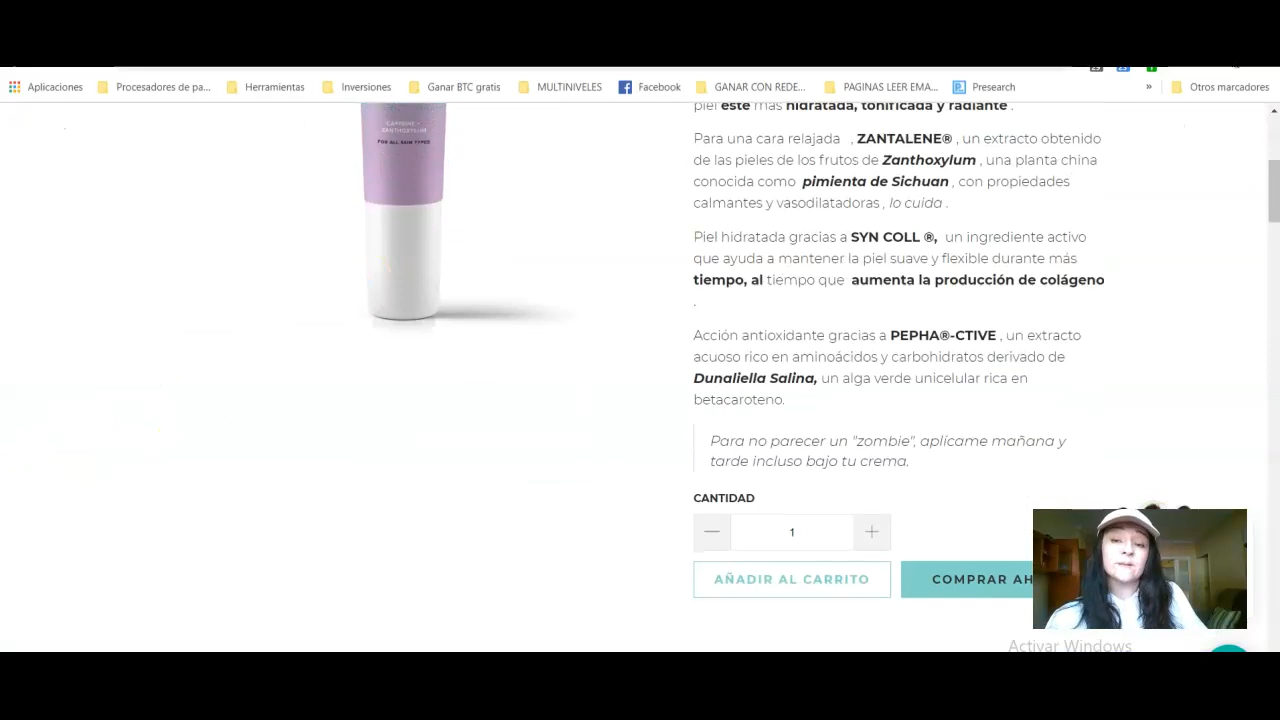 Aplicaciones
Procesadores de pa...
Herramientas
Inversiones
Ganar BTC gratis
MULTINIVELES
Facebook
GANAR CON REDE...
PAGINAS LEER EMA...
Presearch
»
Otros marcadores
CAFFEINE +
ZANTHOXYLUM
FOR ALL SKIN TYPES
piel esté más hidratada, tonificada y radiante .
Para una cara relajada , ZANTALENE® , un extracto obtenido
de las pieles de los frutos de Zanthoxylum , una planta china
conocida como pimienta de Sichuan , con propiedades
calmantes y vasodilatadoras , lo cuida .
Piel hidratada gracias a SYN COLL ®, un ingrediente activo
que ayuda a mantener la piel suave y flexible durante más
tiempo, al tiempo que aumenta la producción de colágeno
.
Acción antioxidante gracias a PEPHA®-CTIVE , un extracto
acuoso rico en aminoácidos y carbohidratos derivado de
Dunaliella Salina, un alga verde unicelular rica en
betacaroteno.
Para no parecer un "zombie", aplícame mañana y
tarde incluso bajo tu crema.
CANTIDAD
1
AÑADIR AL CARRITO
COMPRAR AH
Activar Windows